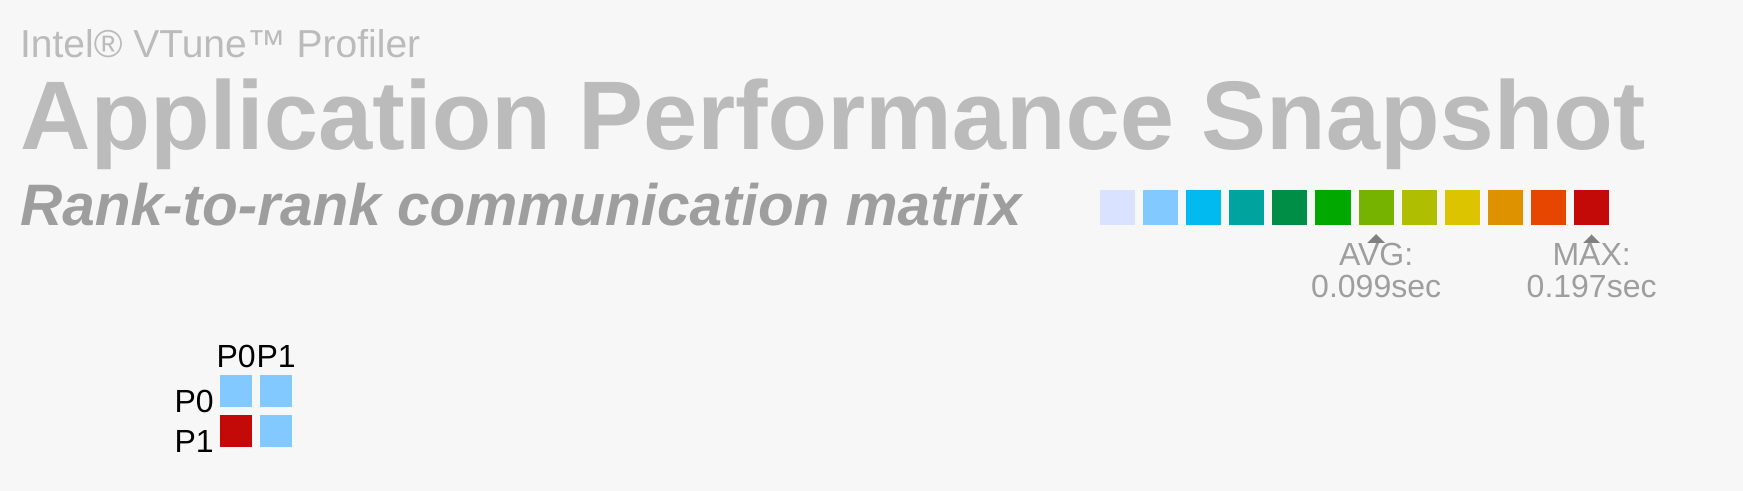 Intel® VTune™ Profiler
Application Performance Snapshot
Rank-to-rank communication matrix
AVG: MAX:
0.099sec 0.197sec
P0 P1
P0
P1